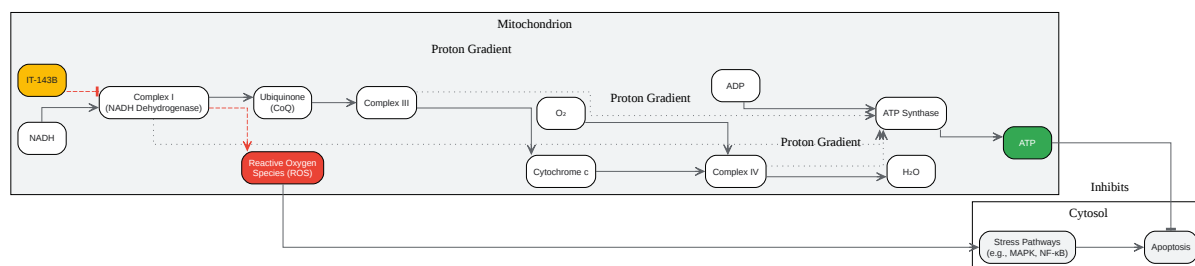 Mitochondrion
Proton Gradient
IT-143B
Complex I
(NADH Dehydrogenase)
Ubiquinone
(CoQ)
Complex III
NADH
Reactive Oxygen
Species (ROS)
O₂
Proton Gradient
ADP
ATP Synthase
Proton Gradient
ATP
Cytochrome c
Complex IV
H₂O
Inhibits
Cytosol
Stress Pathways
(e.g., MAPK, NF-κB)
Apoptosis